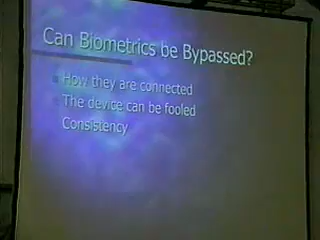 Can Biometrics be Bypassed?
How they are connected
The device can be fooled
Consistency